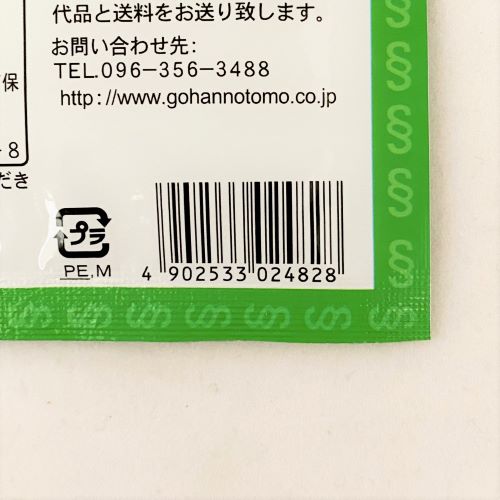 代品と送料をお送り致します。
お問い合わせ先:
TEL.096-356-3488
http://www.gohannotomo.co.jp
保
-8
だき
プラ
PE,M
4 902533 024828